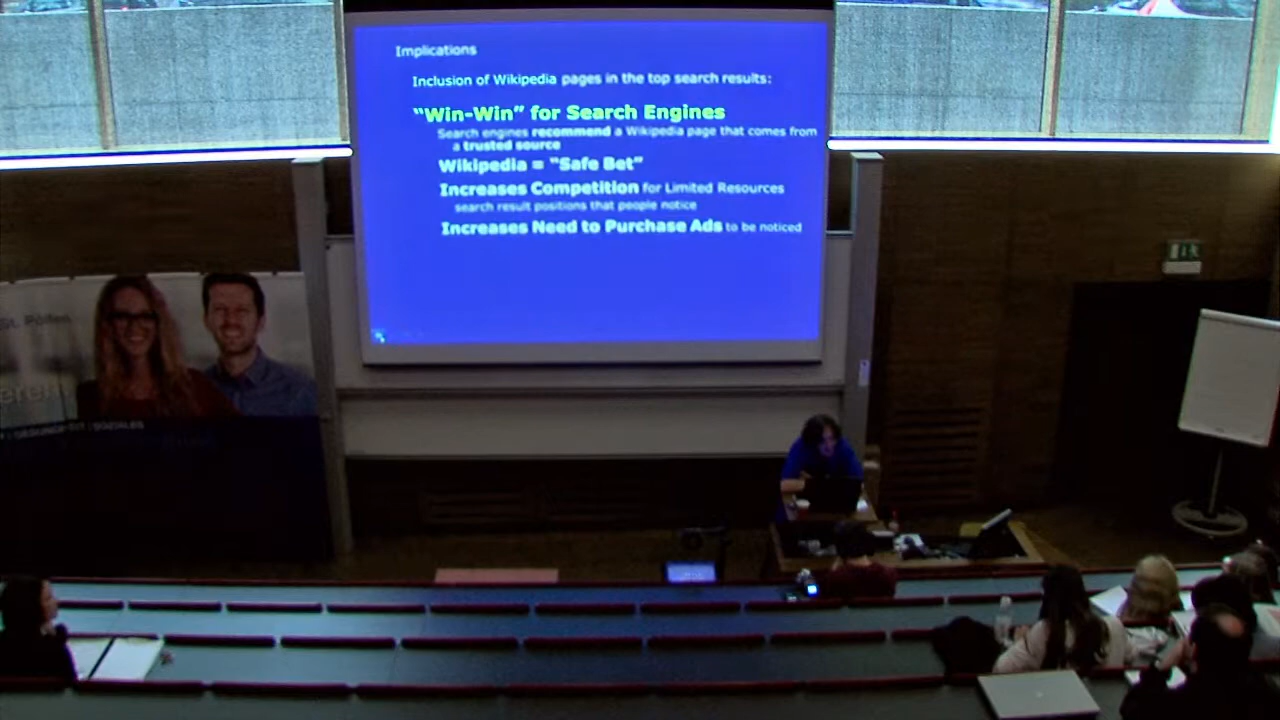 Implications
Inclusion of Wikipedia pages in the top search results:
“Win-Win” for Search Engines
Search engines recommend a Wikipedia page that comes from
a trusted source
Wikipedia = “Safe Bet”
Increases Competition for Limited Resources
search result positions that people notice
Increases Need to Purchase Ads to be noticed
St. Pölten